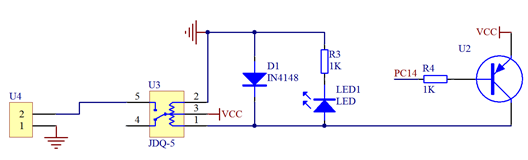 VCC
U2
R3
1K
D1
IN4148
PC14
R4
1K
LED1
LED
U3
U4
5
2
3
VCC
2
1
4
1
JDQ-5